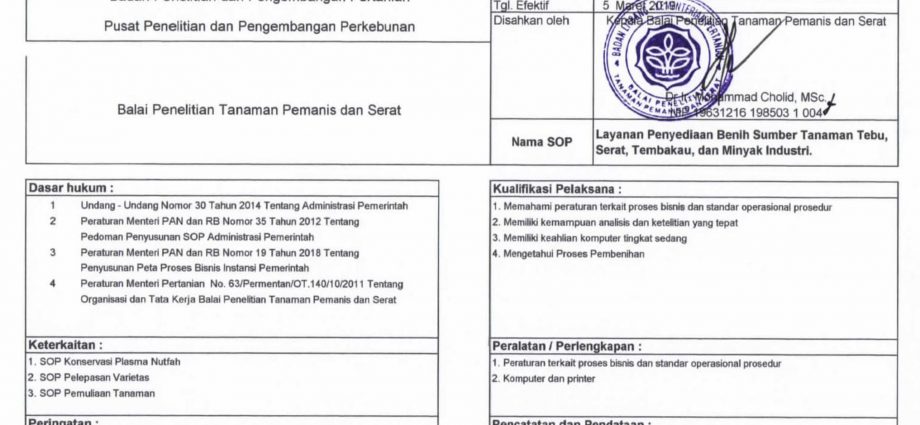 Badan Penelitian dan Pengembangan Pertanian
Pusat Penelitian dan Pengembangan Perkebunan
Balai Penelitian Tanaman Pemanis dan Serat
Tgl. Efektif
5 Maret 2019
Disahkan oleh
Kepala Balai Penelitian Tanaman Pemanis dan Serat
Dr. Ir. Mohammad Cholid, MSc.
NIP. 19631216 198503 1 004
Nama SOP
Layanan Penyediaan Benih Sumber Tanaman Tebu,
Serat, Tembakau, dan Minyak Industri.
Dasar hukum :
1 Undang - Undang Nomor 30 Tahun 2014 Tentang Administrasi Pemerintah
2 Peraturan Menteri PAN dan RB Nomor 35 Tahun 2012 Tentang
Pedoman Penyusunan SOP Administrasi Pemerintah
3 Peraturan Menteri PAN dan RB Nomor 19 Tahun 2018 Tentang
Penyusunan Peta Proses Bisnis Instansi Pemerintah
4 Peraturan Menteri Pertanian No. 63/Permentan/OT.140/10/2011 Tentang
Organisasi dan Tata Kerja Balai Penelitian Tanaman Pemanis dan Serat
Kualifikasi Pelaksana :
1. Memahami peraturan terkait proses bisnis dan standar operasional prosedur
2. Memiliki kemampuan analisis dan ketelitian yang tepat
3. Memiliki keahlian komputer tingkat sedang
4. Mengetahui Proses Pembenihan
Keterkaitan :
1. SOP Konservasi Plasma Nutfah
2. SOP Pelepasan Varietas
3. SOP Pemuliaan Tanaman
Peralatan / Perlengkapan :
1. Peraturan terkait proses bisnis dan standar operasional prosedur
2. Komputer dan printer
Peringatan :
Pencatatan dan Pendataan :